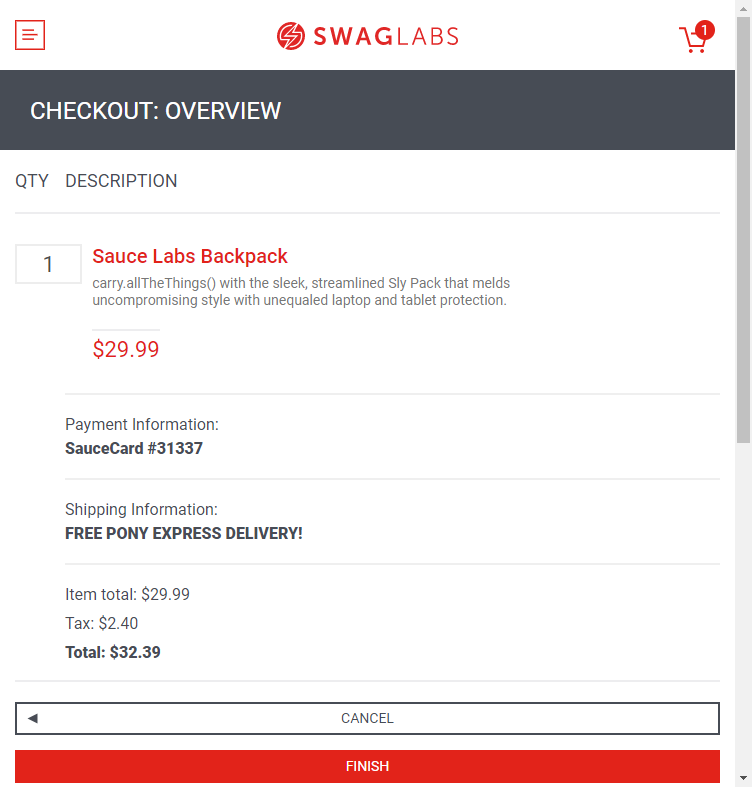 SWAGLABS
1
CHECKOUT: OVERVIEW
QTY DESCRIPTION
1
Sauce Labs Backpack
carry.allTheThings() with the sleek, streamlined Sly Pack that melds
uncompromising style with unequaled laptop and tablet protection.
$29.99
Payment Information:
SauceCard #31337
Shipping Information:
FREE PONY EXPRESS DELIVERY!
Item total: $29.99
Tax: $2.40
Total: $32.39
CANCEL
FINISH